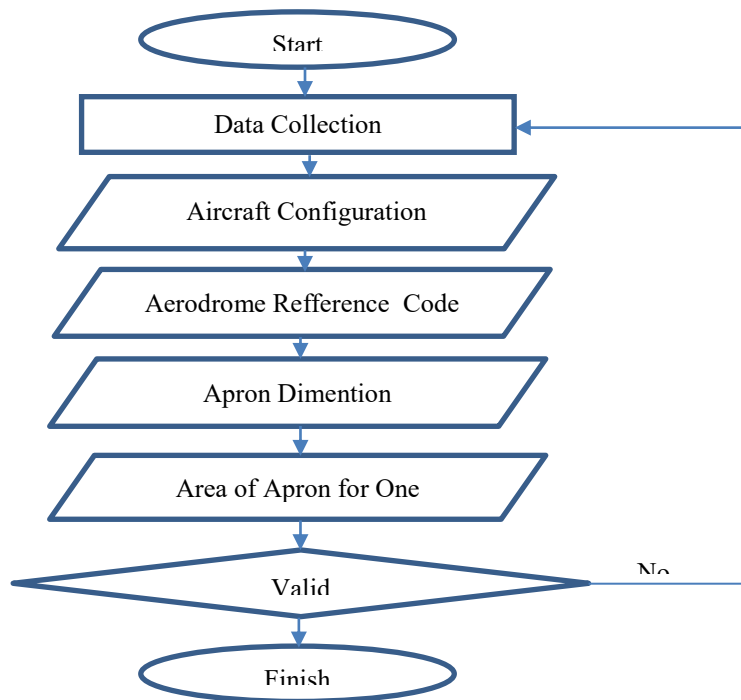 Start
Data Collection
Aircraft Configuration
Aerodrome Refference Code
Apron Dimention
Area of Apron for One
No
Valid
Finish